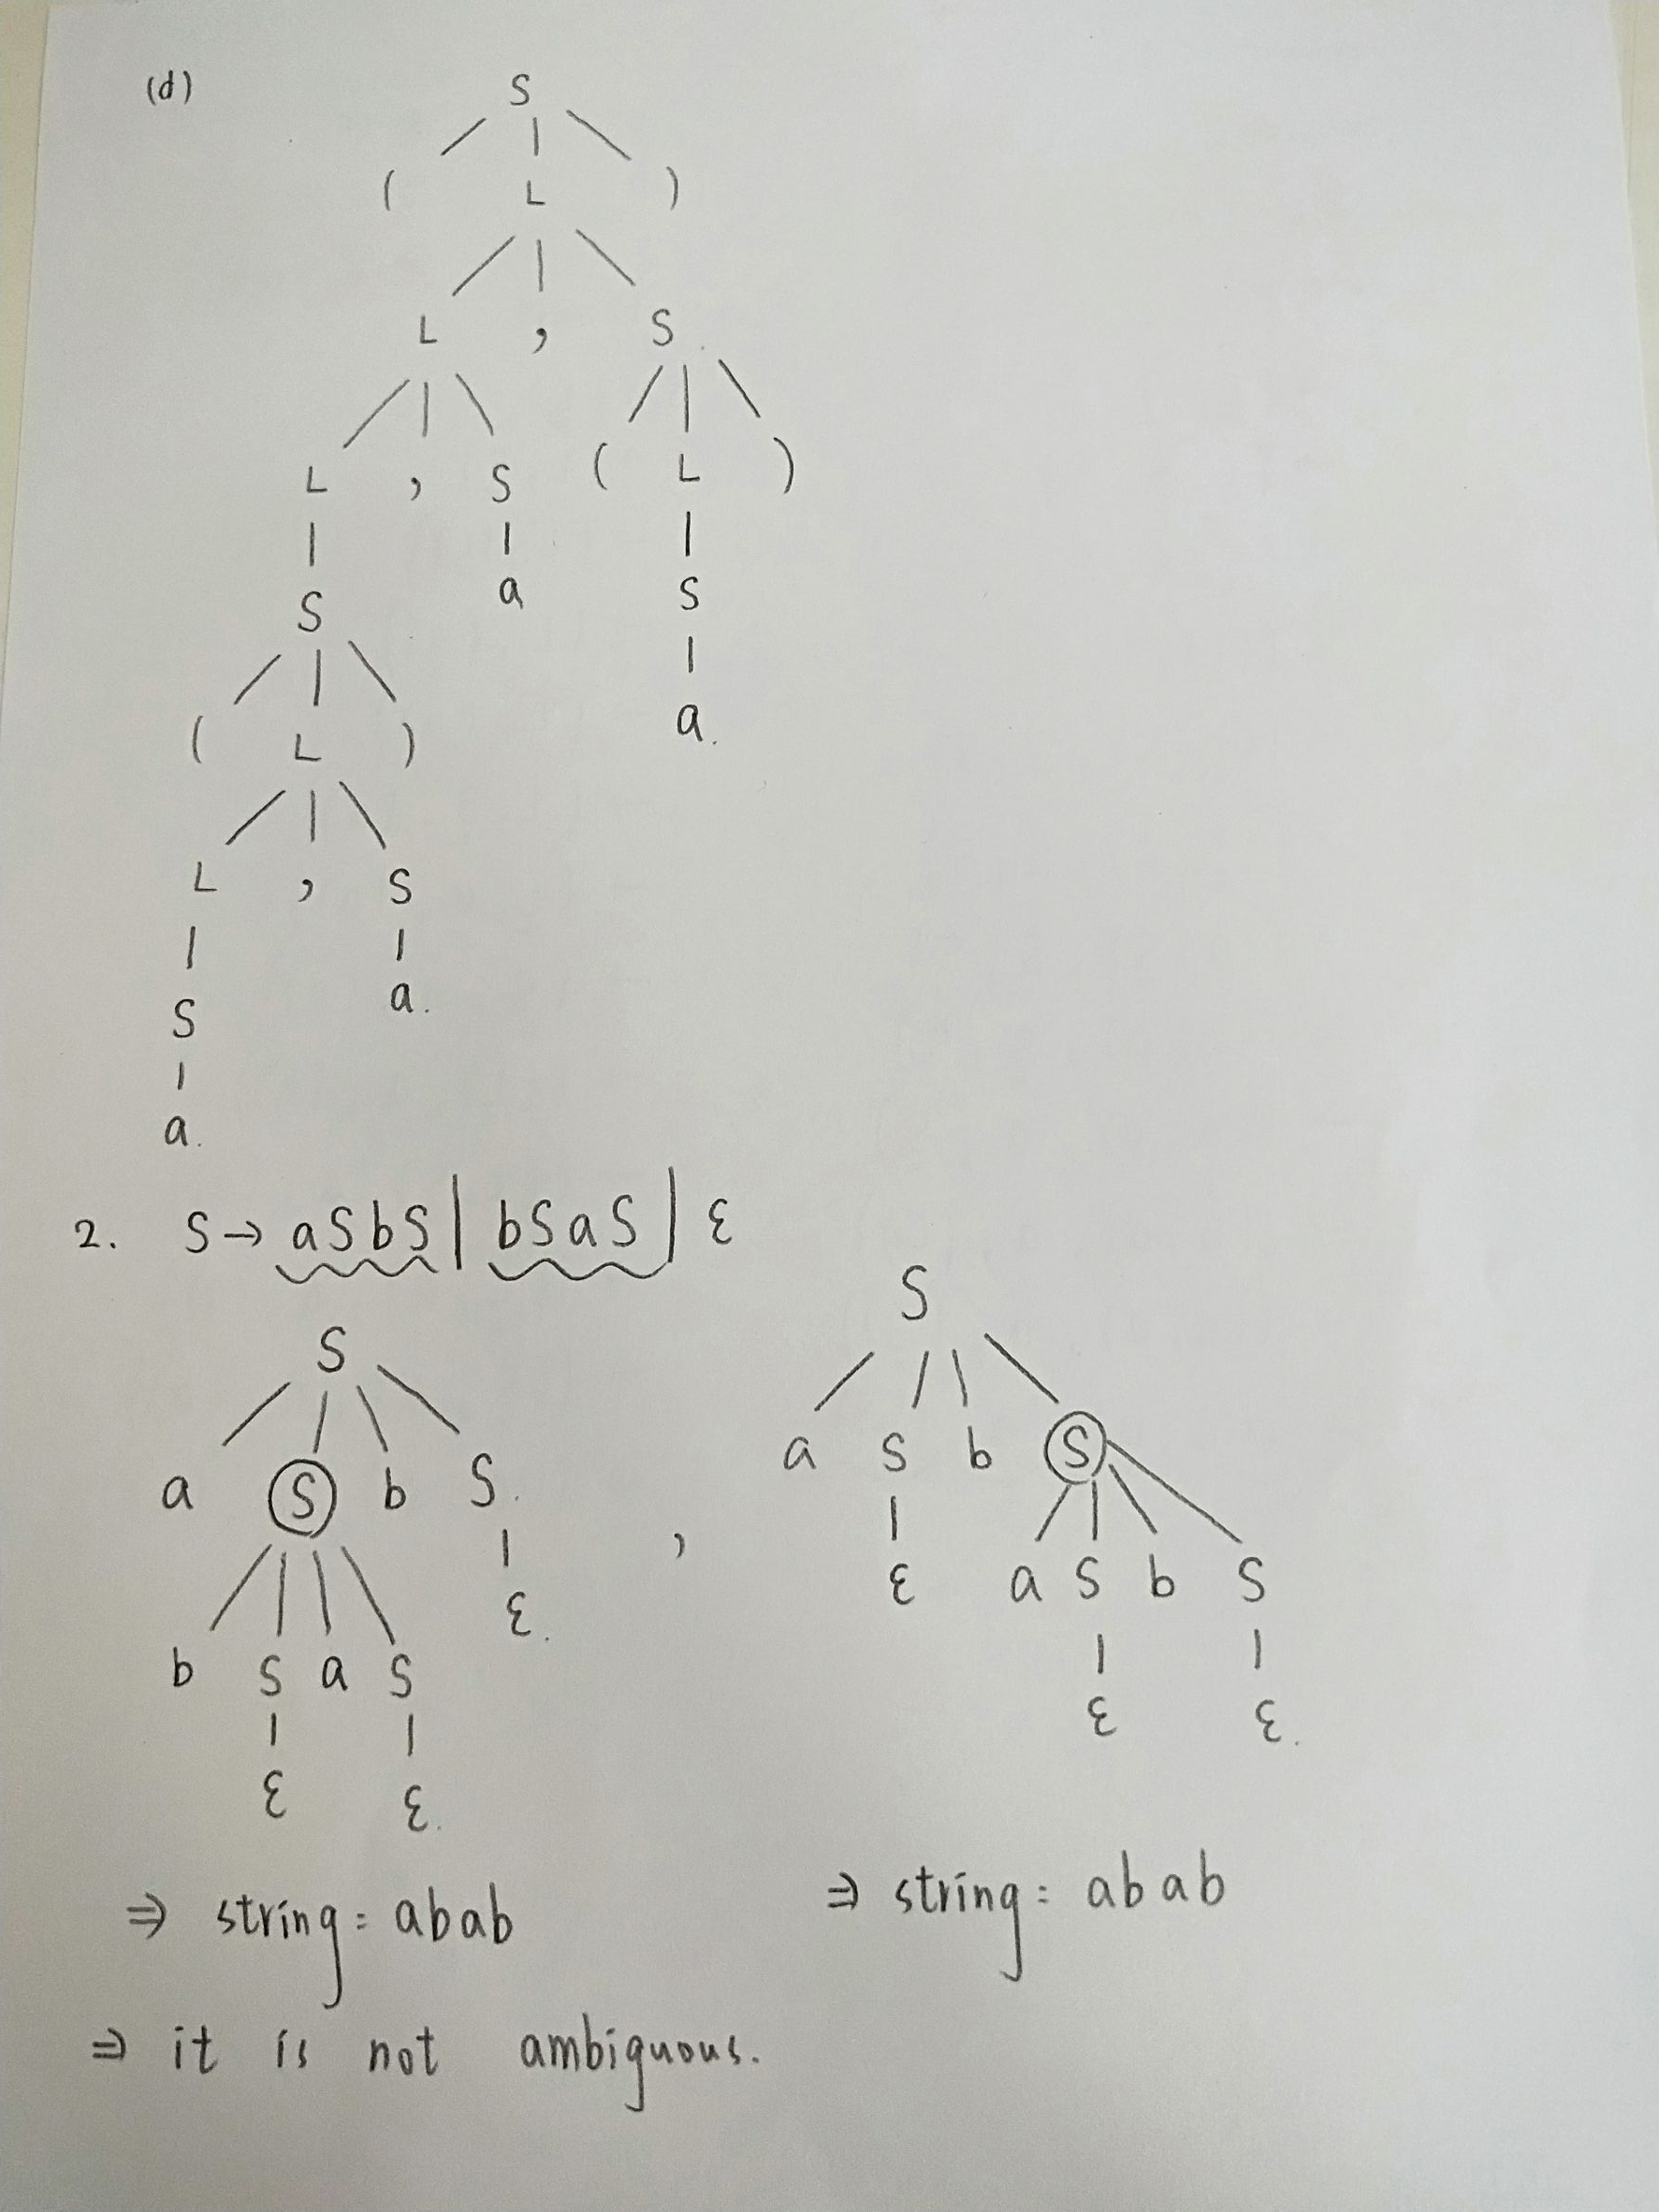 (d)
S
( L )
L , S
L , S ( L )
S a S
( L ) a.
L , S
S a.
a.
2. S → aSbS | bSaS | ε
S
S
a S b S.
a S b S
,
ε
ε a S b S
b S a S
ε.
ε ε
ε ε.
⇒ string = abab
⇒ string = abab
⇒ it is not ambiguous.